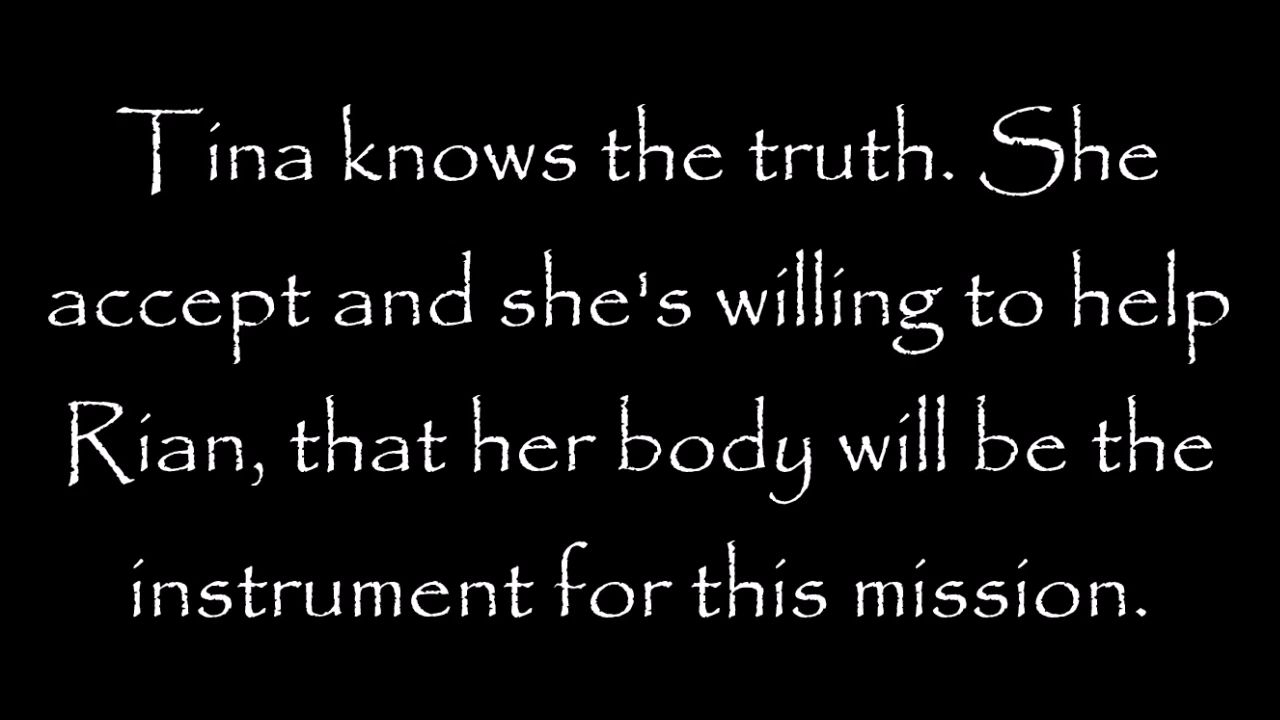 Tina knows the truth. She
accept and she's willing to help
Rian, that her body will be the
instrument for this mission.